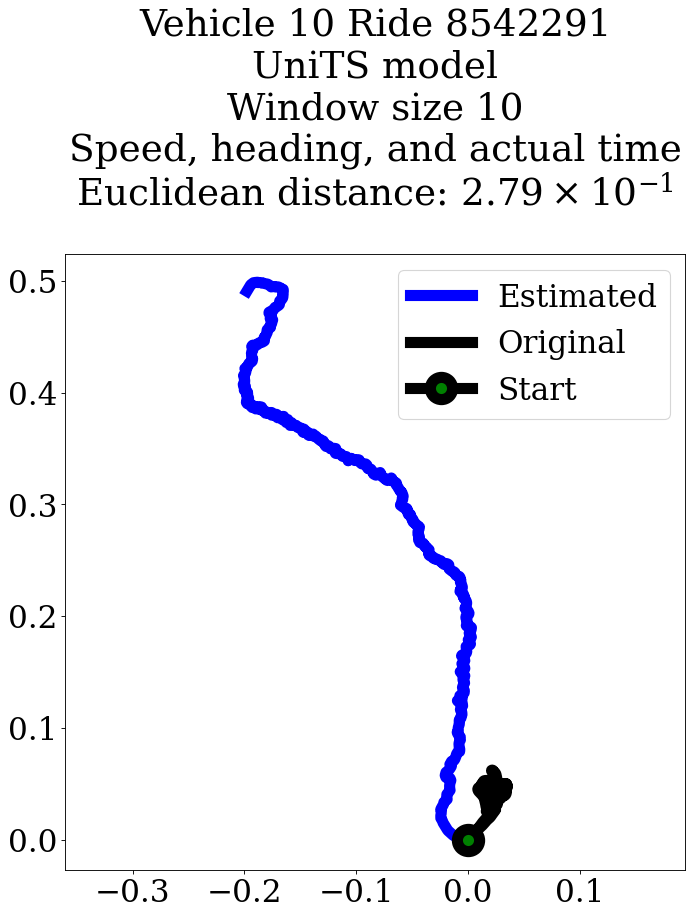 Vehicle 10 Ride 8542291
UniTS model
Window size 10
Speed, heading, and actual time
Euclidean distance: 2.79 × 10⁻¹
Estimated
Original
Start
0.5
0.4
0.3
0.2
0.1
0.0
−0.3 −0.2 −0.1 0.0 0.1